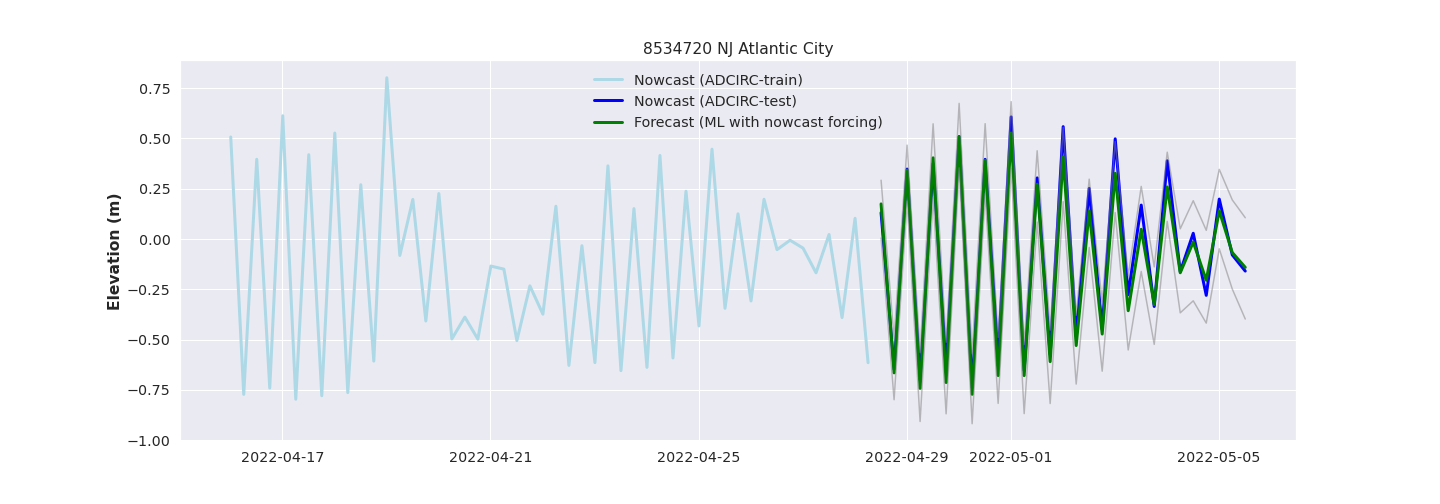 8534720 NJ Atlantic City
Nowcast (ADCIRC-train)
Nowcast (ADCIRC-test)
Forecast (ML with nowcast forcing)
Elevation (m)
0.75
0.50
0.25
0.00
−0.25
−0.50
−0.75
−1.00
2022-04-17 2022-04-21 2022-04-25 2022-04-29 2022-05-01 2022-05-05